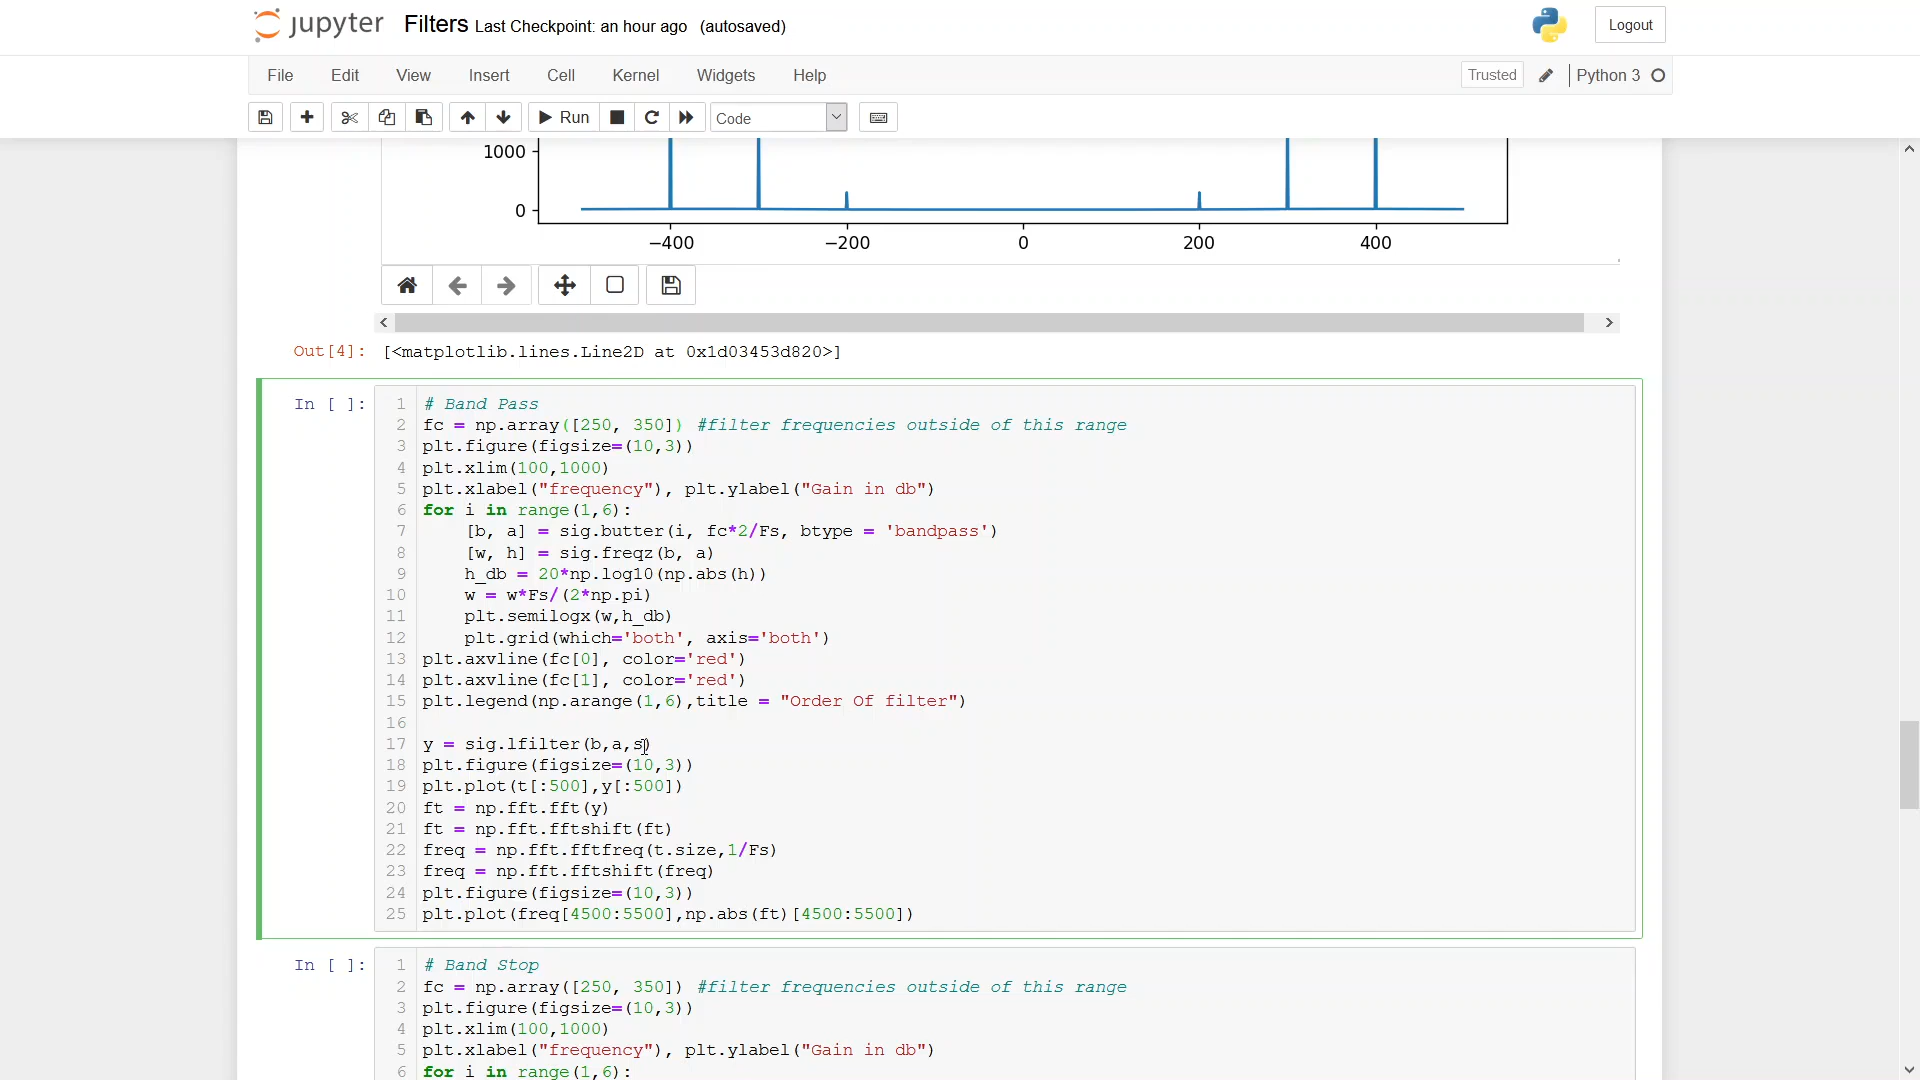 jupyter Filters Last Checkpoint: an hour ago (autosaved) Logout
File Edit View Insert Cell Kernel Widgets Help Trusted Python 3
Run Code
1000
0
−400 −200 0 200 400
Out[4]: [<matplotlib.lines.Line2D at 0x1d03453d820>]
In [ ]: 1 # Band Pass
2 fc = np.array([250, 350]) #filter frequencies outside of this range
3 plt.figure(figsize=(10,3))
4 plt.xlim(100,1000)
5 plt.xlabel("frequency"), plt.ylabel("Gain in db")
6 for i in range(1,6):
7     [b, a] = sig.butter(i, fc*2/Fs, btype = 'bandpass')
8     [w, h] = sig.freqz(b, a)
9     h_db = 20*np.log10(np.abs(h))
10     w = w*Fs/(2*np.pi)
11     plt.semilogx(w,h_db)
12     plt.grid(which='both', axis='both')
13 plt.axvline(fc[0], color='red')
14 plt.axvline(fc[1], color='red')
15 plt.legend(np.arange(1,6),title = "Order Of filter")
16
17 y = sig.lfilter(b,a,s)
18 plt.figure(figsize=(10,3))
19 plt.plot(t[:500],y[:500])
20 ft = np.fft.fft(y)
21 ft = np.fft.fftshift(ft)
22 freq = np.fft.fftfreq(t.size,1/Fs)
23 freq = np.fft.fftshift(freq)
24 plt.figure(figsize=(10,3))
25 plt.plot(freq[4500:5500],np.abs(ft)[4500:5500])
In [ ]: 1 # Band Stop
2 fc = np.array([250, 350]) #filter frequencies outside of this range
3 plt.figure(figsize=(10,3))
4 plt.xlim(100,1000)
5 plt.xlabel("frequency"), plt.ylabel("Gain in db")
6 for i in range(1,6):